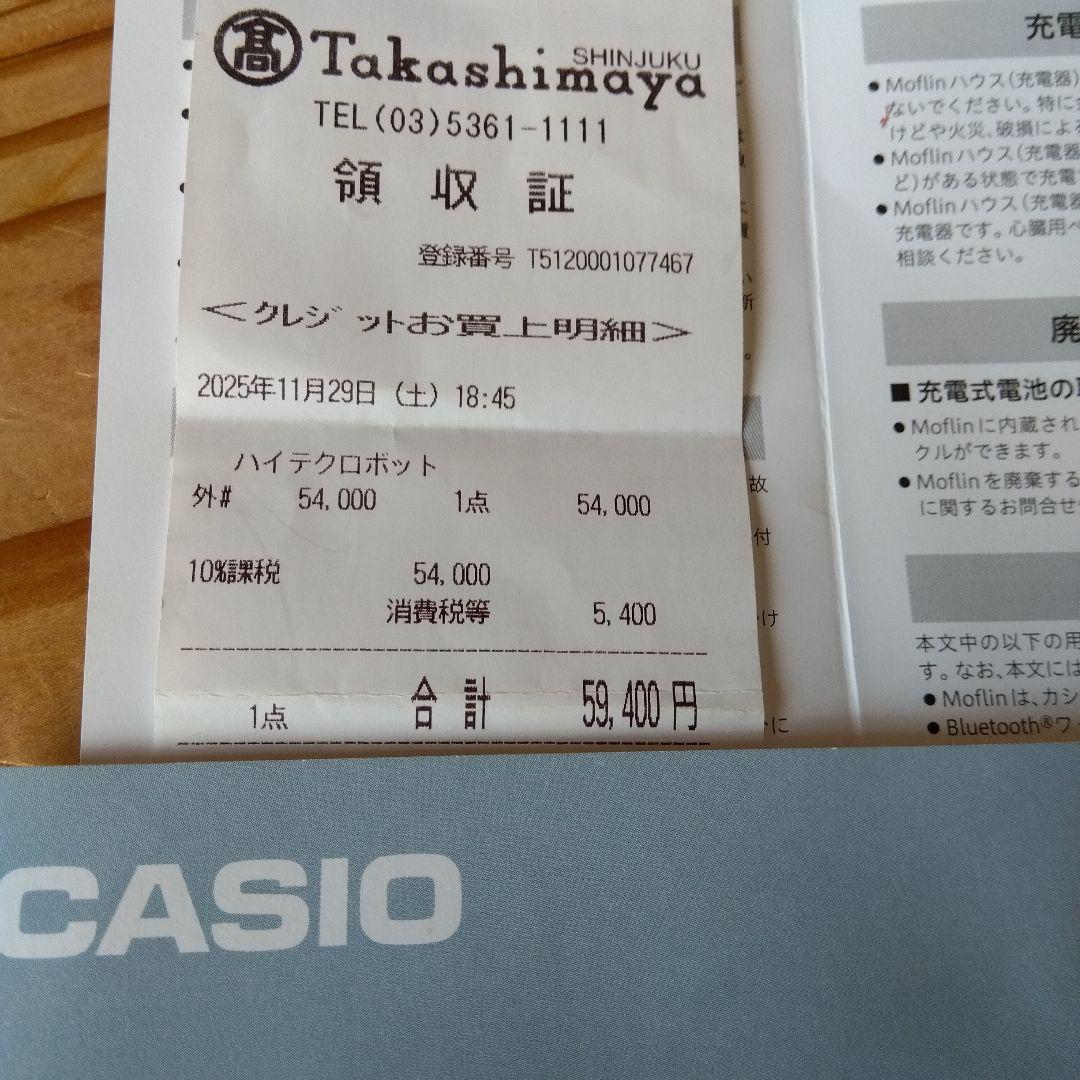 髙 Takashimaya
SHINJUKU
TEL(03)5361-1111
領 収 証
登録番号 T5120001077467
<クレジットお買上明細>
2025年11月29日 (土) 18:45
ハイテクロボット
外# 54,000 1点 54,000
10%課税 54,000
消費税等 5,400
1点 合 計 59,400円
CASIO
充電
●Moflinハウス(充電器)
ないでください。特に
けどや火災、破損による
●Moflinハウス(充電器
ど)がある状態で充電
●Moflinハウス(充電器
充電器です。心臓用ペ
相談ください。
廃
■充電式電池の
●Moflinに内蔵され
クルができます。
●Moflinを廃棄する
に関するお問合せ
本文中の以下の用
す。なお、本文には
●Moflinは、カシ
●Bluetooth®ワ
断
。
故
付
け
に